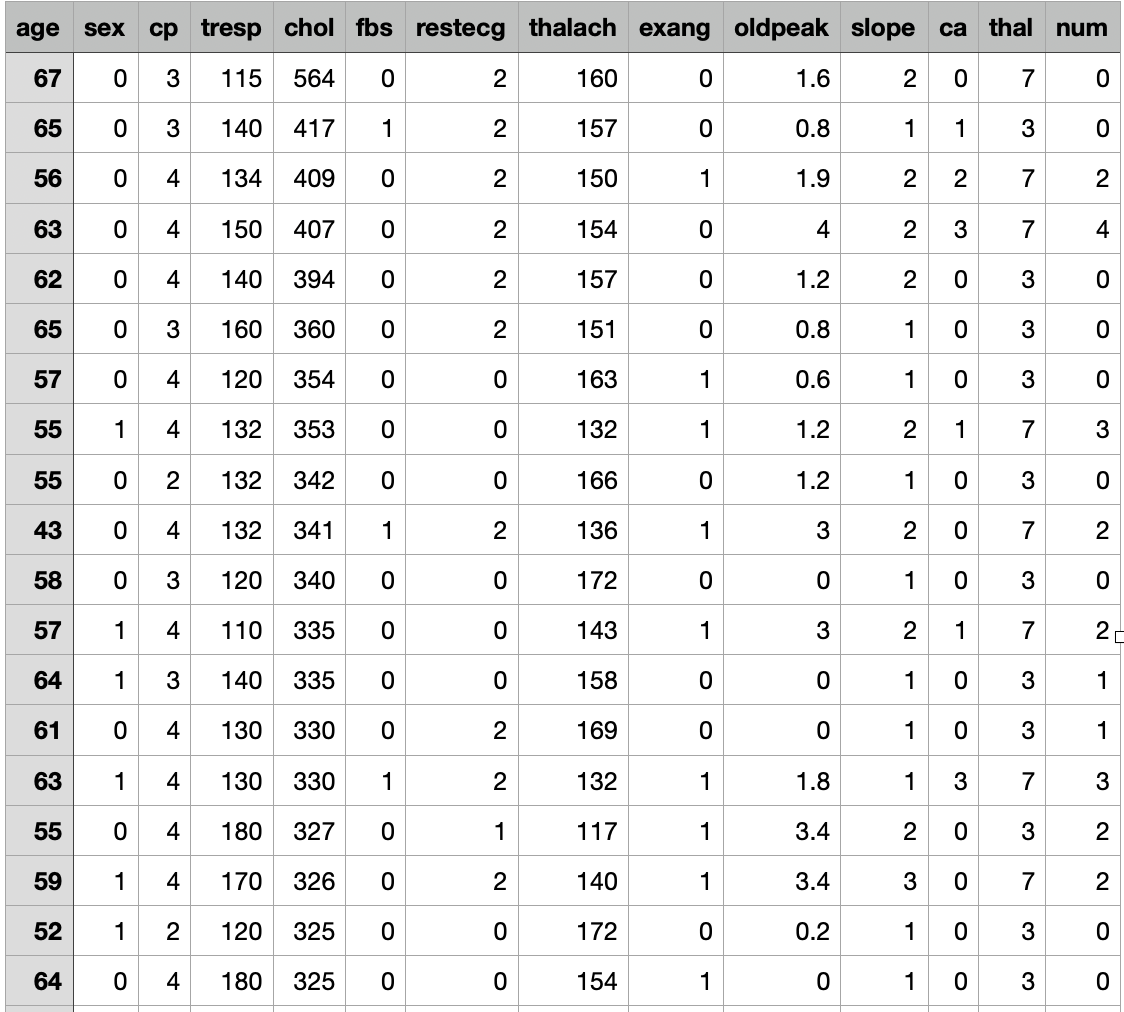 age sex cp tresp chol fbs restecg thalach exang oldpeak slope ca thal num
67 0 3 115 564 0 2 160 0 1.6 2 0 7 0
65 0 3 140 417 1 2 157 0 0.8 1 1 3 0
56 0 4 134 409 0 2 150 1 1.9 2 2 7 2
63 0 4 150 407 0 2 154 0 4 2 3 7 4
62 0 4 140 394 0 2 157 0 1.2 2 0 3 0
65 0 3 160 360 0 2 151 0 0.8 1 0 3 0
57 0 4 120 354 0 0 163 1 0.6 1 0 3 0
55 1 4 132 353 0 0 132 1 1.2 2 1 7 3
55 0 2 132 342 0 0 166 0 1.2 1 0 3 0
43 0 4 132 341 1 2 136 1 3 2 0 7 2
58 0 3 120 340 0 0 172 0 0 1 0 3 0
57 1 4 110 335 0 0 143 1 3 2 1 7 2
64 1 3 140 335 0 0 158 0 0 1 0 3 1
61 0 4 130 330 0 2 169 0 0 1 0 3 1
63 1 4 130 330 1 2 132 1 1.8 1 3 7 3
55 0 4 180 327 0 1 117 1 3.4 2 0 3 2
59 1 4 170 326 0 2 140 1 3.4 3 0 7 2
52 1 2 120 325 0 0 172 0 0.2 1 0 3 0
64 0 4 180 325 0 0 154 1 0 1 0 3 0